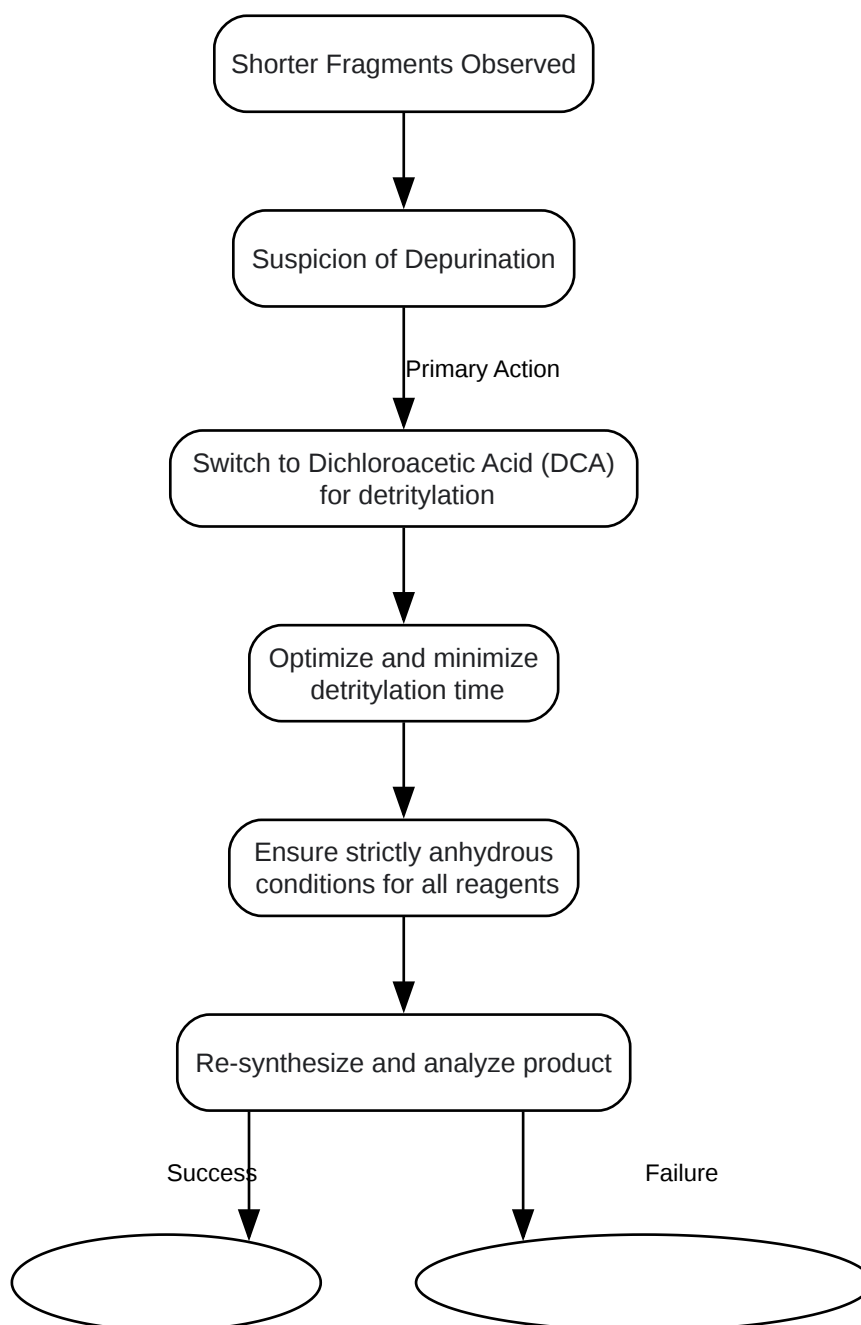 Shorter Fragments Observed
Suspicion of Depurination
Primary Action
Switch to Dichloroacetic Acid (DCA)
for detritylation
Optimize and minimize
detritylation time
Ensure strictly anhydrous
conditions for all reagents
Re-synthesize and analyze product
Success
Failure